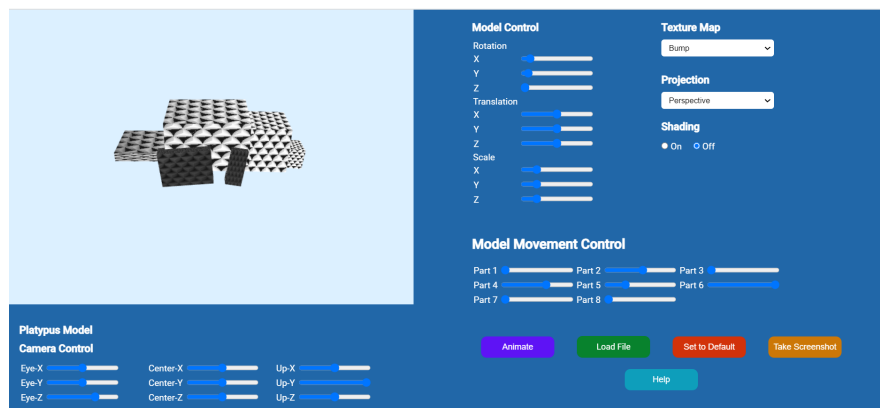 Model Control
Rotation
X
Y
Z
Translation
X
Y
Z
Scale
X
Y
Z
Texture Map
Bump
Projection
Perspective
Shading
On Off
Model Movement Control
Part 1 Part 2 Part 3
Part 4 Part 5 Part 6
Part 7 Part 8
Animate Load File Set to Default Take Screenshot
Help
Platypus Model
Camera Control
Eye-X Center-X Up-X
Eye-Y Center-Y Up-Y
Eye-Z Center-Z Up-Z